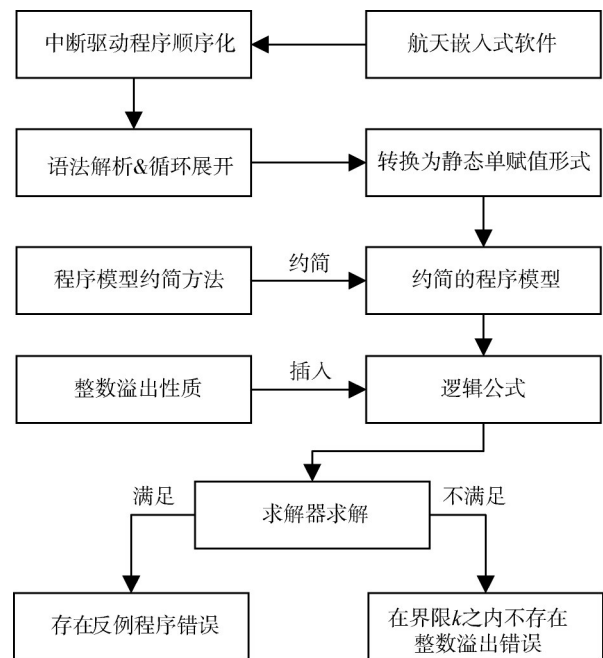 中断驱动程序顺序化
航天嵌入式软件
语法解析&循环展开
转换为静态单赋值形式
程序模型约简方法
约简
约简的程序模型
整数溢出性质
插入
逻辑公式
满足
求解器求解
不满足
存在反例程序错误
在界限k之内不存在
整数溢出错误